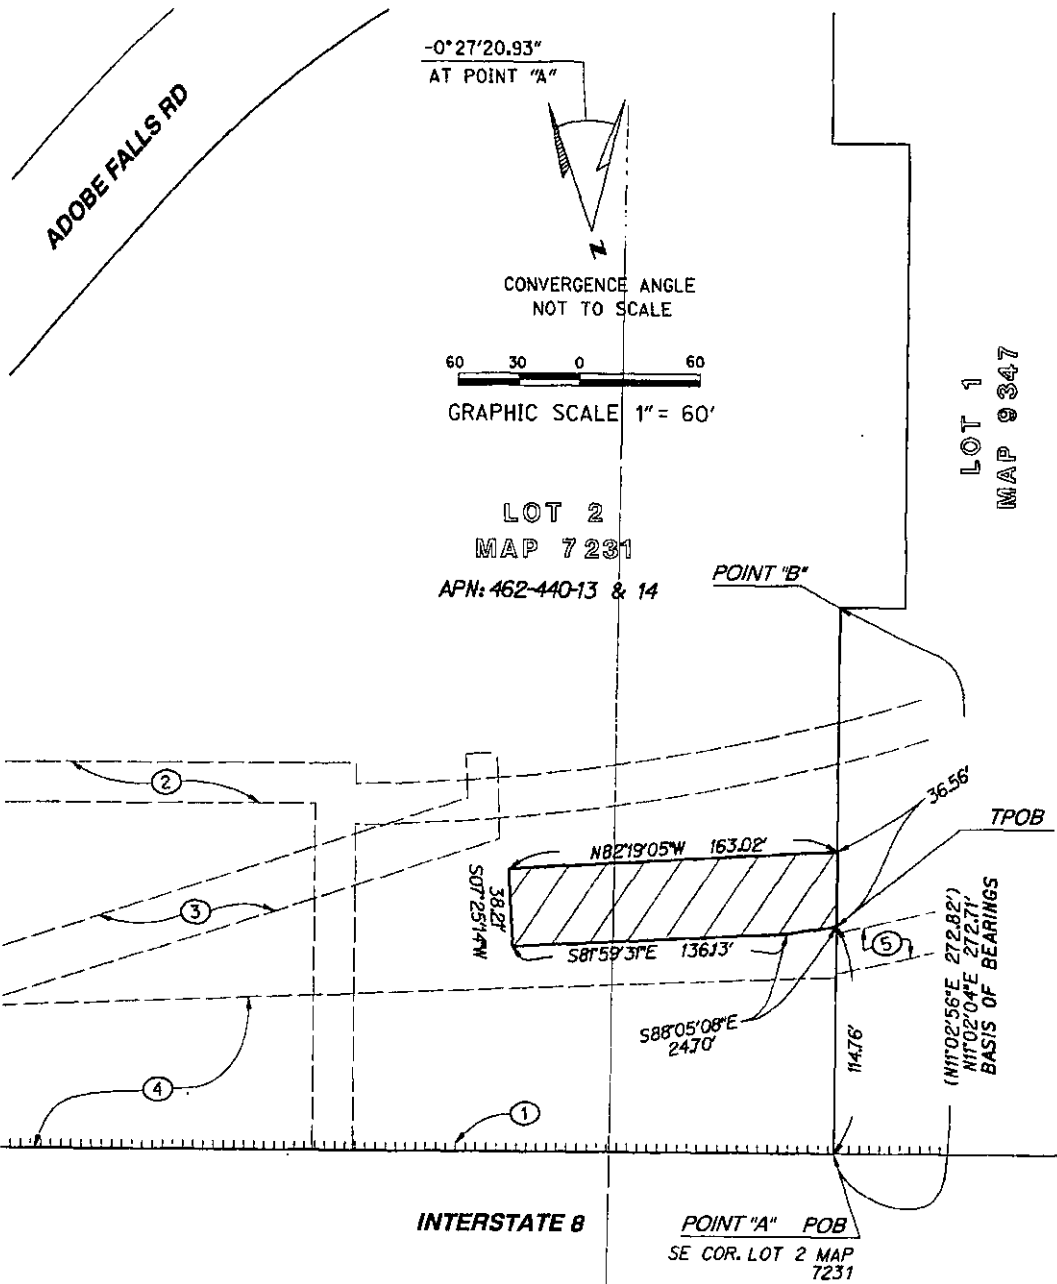 -0°27'20.93"
AT POINT "A"
ADOBE FALLS RD
CONVERGENCE ANGLE
NOT TO SCALE
60 30 0 60
GRAPHIC SCALE 1" = 60'
LOT 1
MAP 9347
LOT 2
MAP 7231
APN: 462-440-13 & 14
POINT "B"
2
36.56'
TPOB
N82°19'05"W 163.02'
3
38.21'
S07°25'14"W
S81°59'31"E 136.13'
5
S88°05'08"E
24.70'
114.76'
(N11°02'56"E 272.82')
N11°02'04"E 272.71'
BASIS OF BEARINGS
4
1
INTERSTATE 8
POINT "A" POB
SE COR. LOT 2 MAP
7231